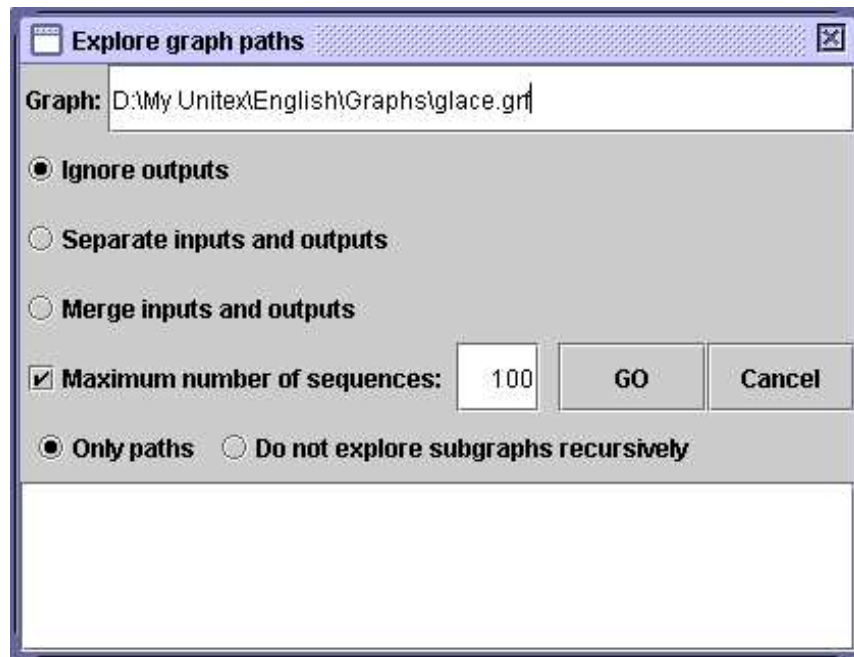 Explore graph paths
Graph: D:\My Unitex\English\Graphs\glace.grf
Ignore outputs
Separate inputs and outputs
Merge inputs and outputs
Maximum number of sequences: 100 GO Cancel
Only paths Do not explore subgraphs recursively